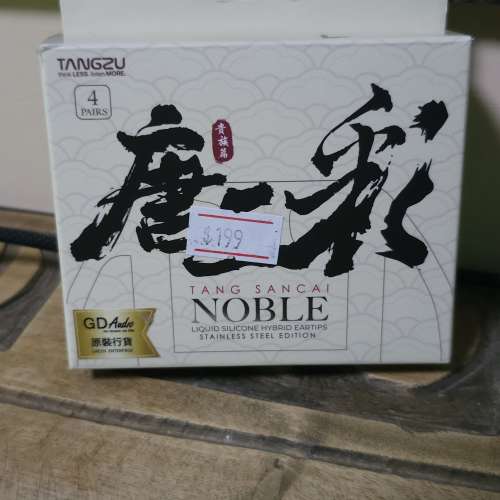 TANGZU
think LESS. listen MORE.
4
PAIRS
貴族篇
唐三彩
$199
TANG SANCAI
NOBLE
LIQUID SILICONE HYBRID EARTIPS
STAINLESS STEEL EDITION
GD Audio
原裝行貨